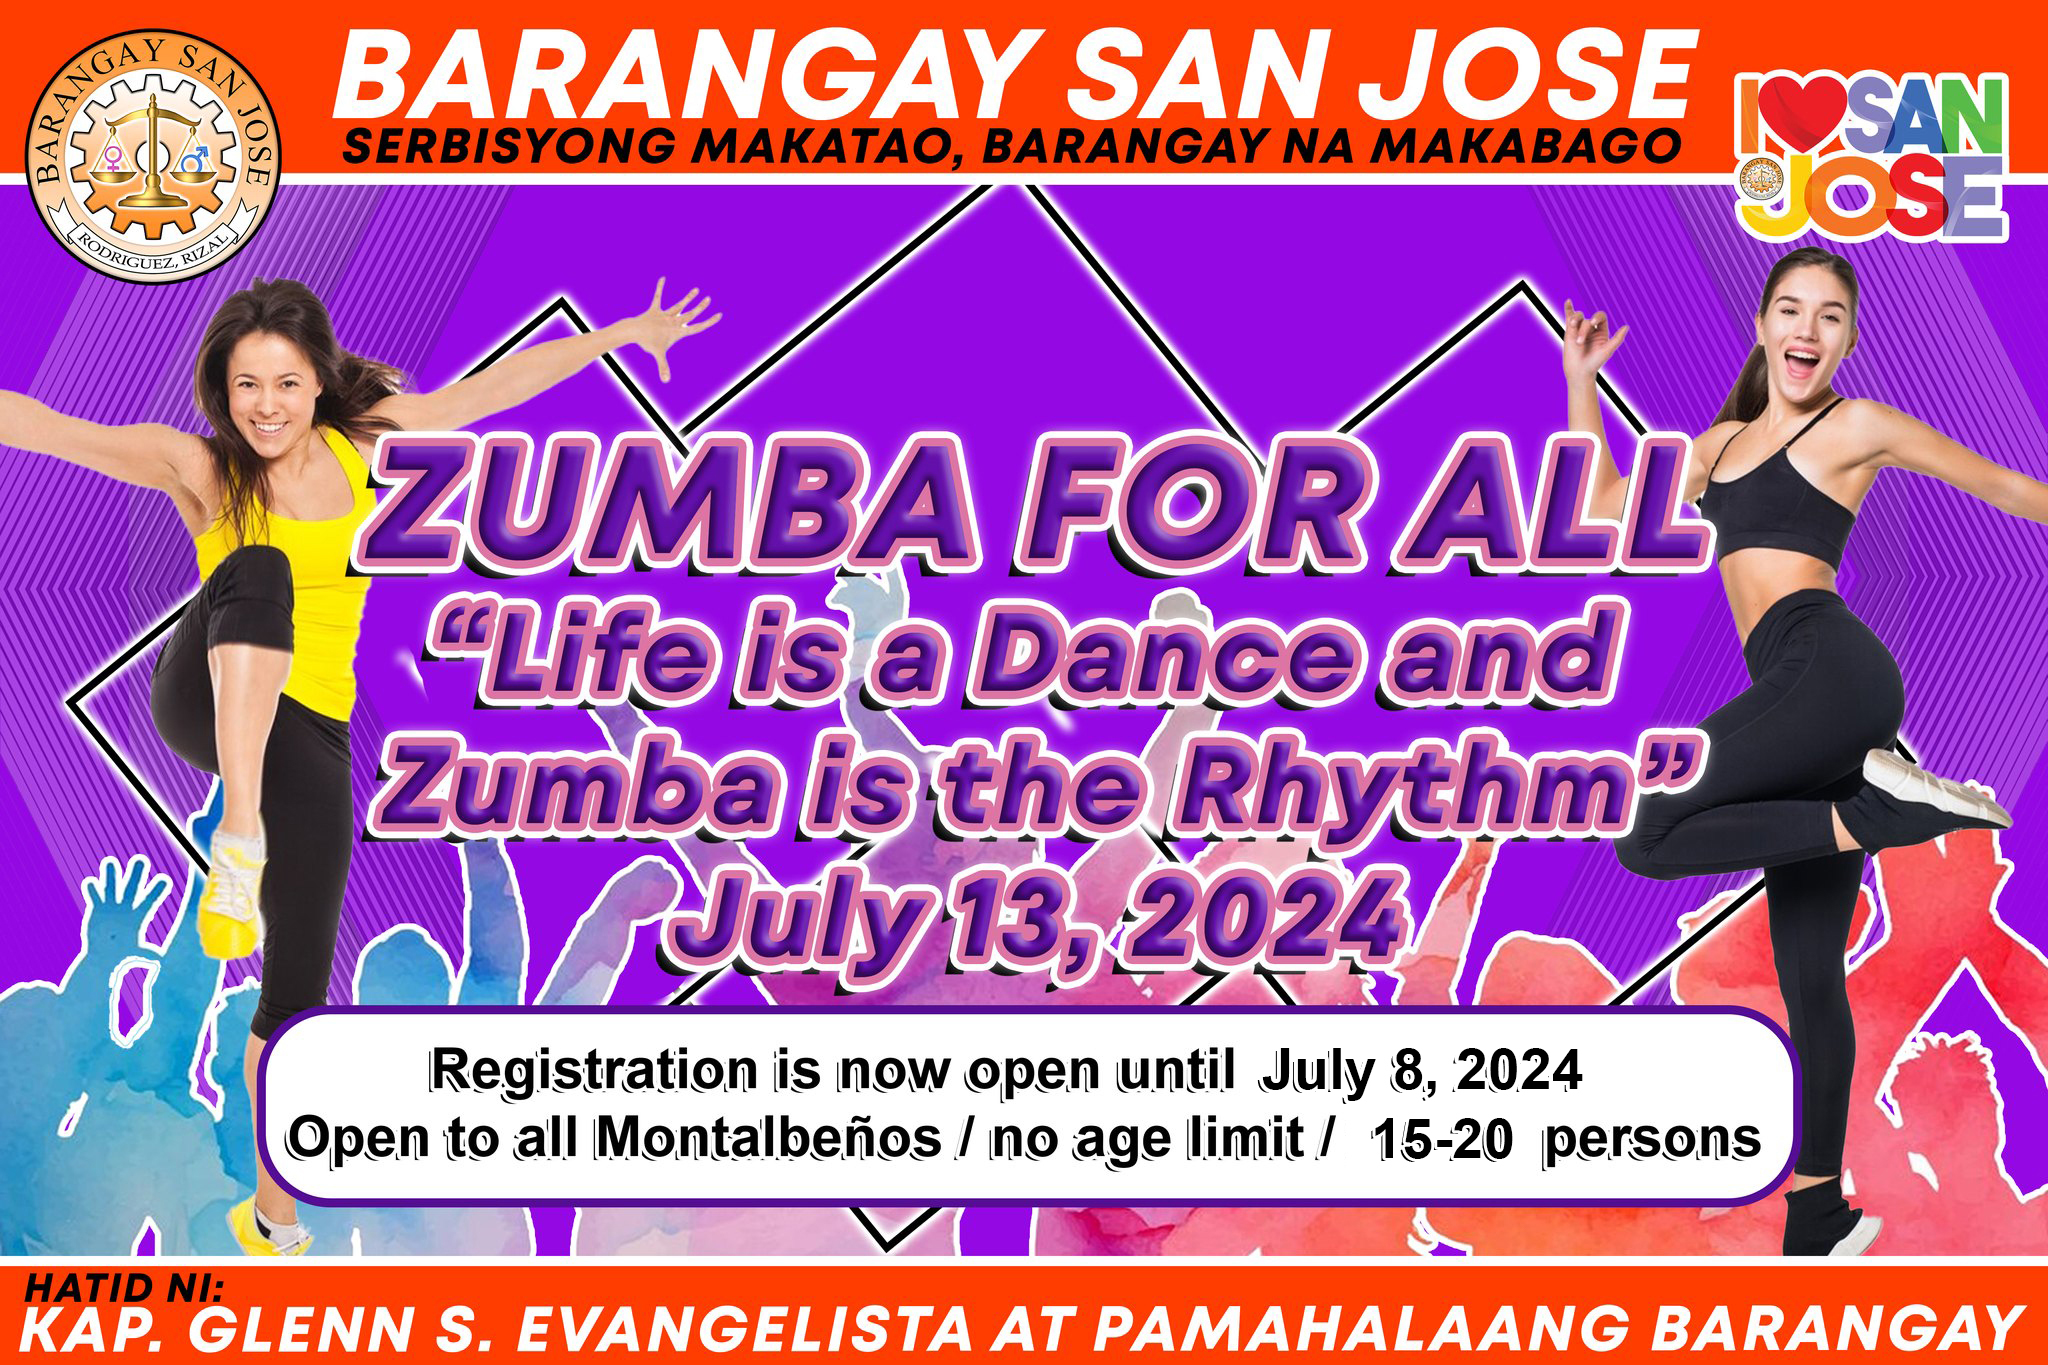 BARANGAY SAN JOSE
SERBISYONG MAKATAO, BARANGAY NA MAKABAGO
BARANGAY SAN JOSE
RODRIGUEZ, RIZAL
I SAN
JOSE
ZUMBA FOR ALL
“Life is a Dance and
Zumba is the Rhythm”
July 13, 2024
Registration is now open until July 8, 2024
Open to all Montalbeños / no age limit / 15-20 persons
HATID NI:
KAP. GLENN S. EVANGELISTA AT PAMAHALAANG BARANGAY